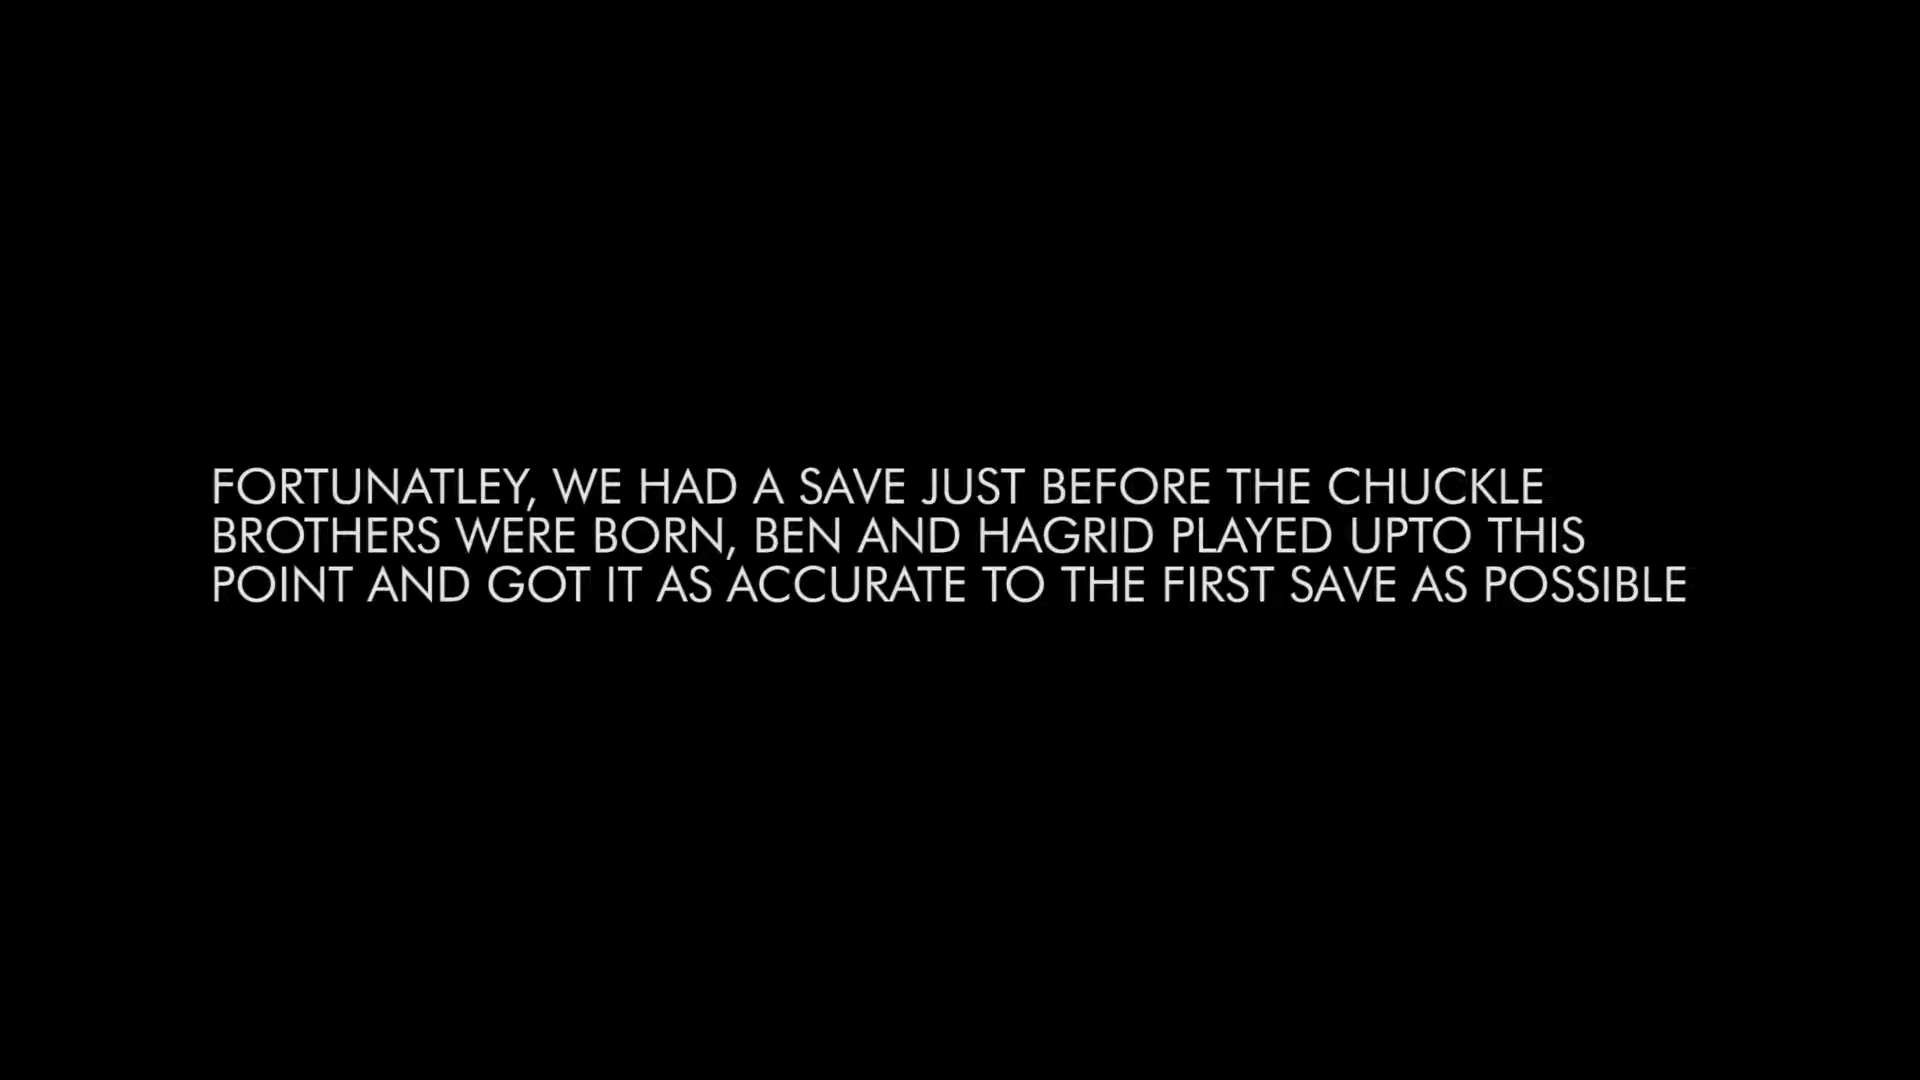 FORTUNATLEY, WE HAD A SAVE JUST BEFORE THE CHUCKLE
BROTHERS WERE BORN, BEN AND HAGRID PLAYED UPTO THIS
POINT AND GOT IT AS ACCURATE TO THE FIRST SAVE AS POSSIBLE